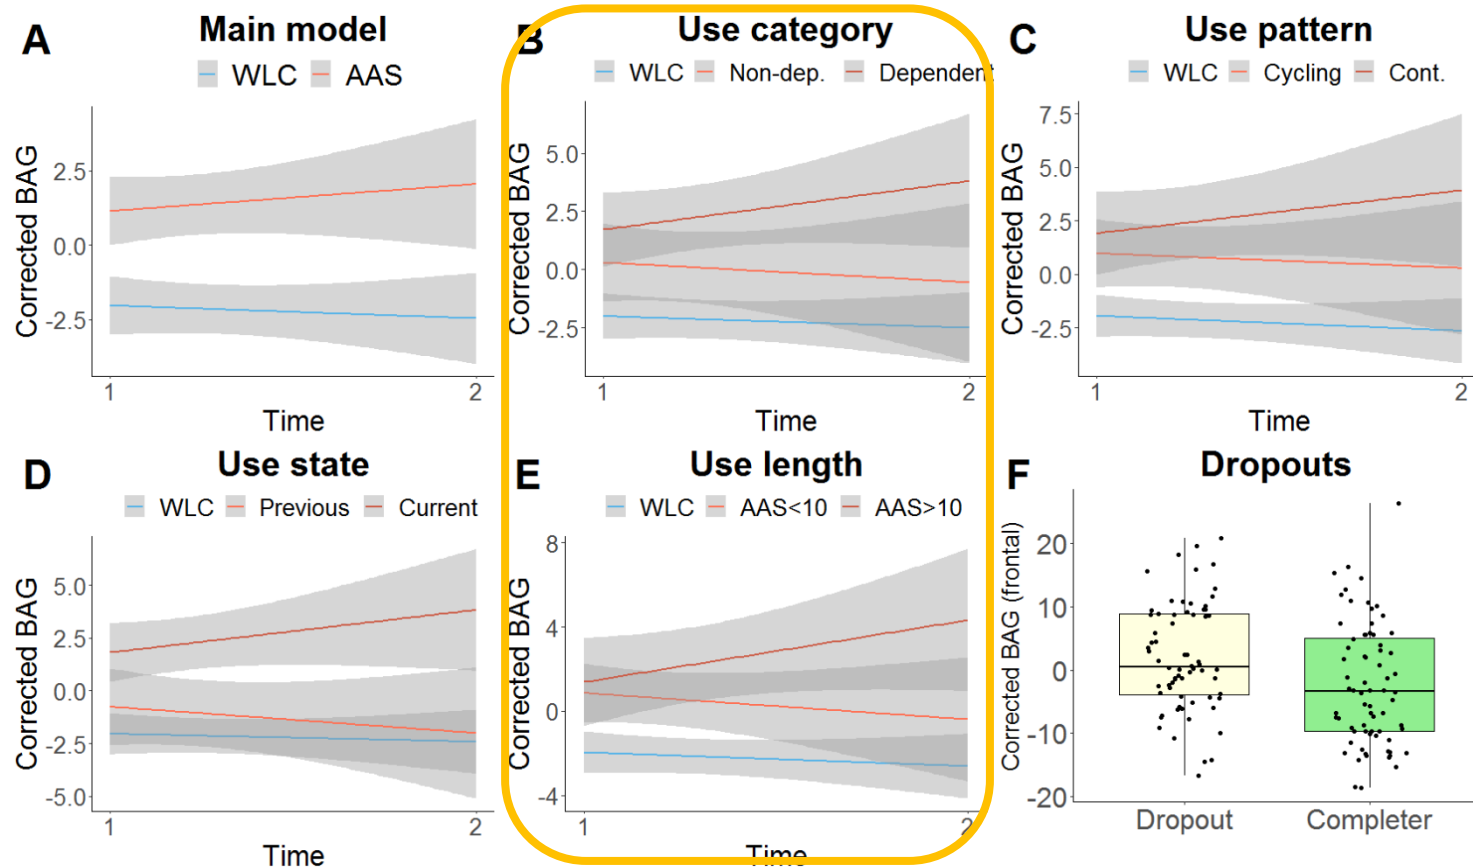 A Main model
WLC AAS
Corrected BAG
2.5
0.0
-2.5
1 2
Time
B Use category
WLC Non-dep. Dependent
Corrected BAG
5.0
2.5
0.0
-2.5
1 2
Time
C Use pattern
WLC Cycling Cont.
Corrected BAG
7.5
5.0
2.5
0.0
-2.5
1 2
Time
D Use state
WLC Previous Current
Corrected BAG
5.0
2.5
0.0
-2.5
-5.0
1 2
Time
E Use length
WLC AAS<10 AAS>10
Corrected BAG
8
4
0
-4
1 2
Time
F Dropouts
Corrected BAG (frontal)
20
10
0
-10
-20
Dropout Completer